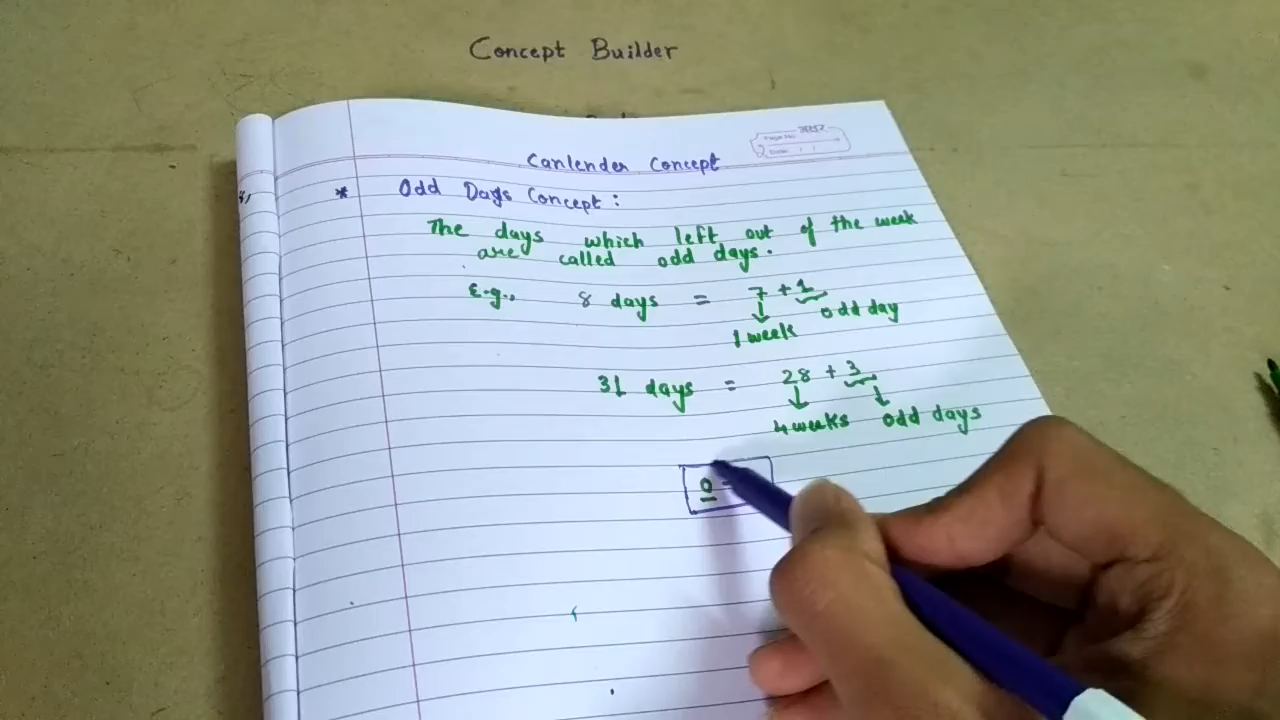 Concept Builder
Canlender Concept
* Odd Days Concept :
The days which left out of the week
are called odd days.
E.g., 8 days = 7 + 1
1 week odd day
31 days = 28 + 3
4 weeks odd days
0